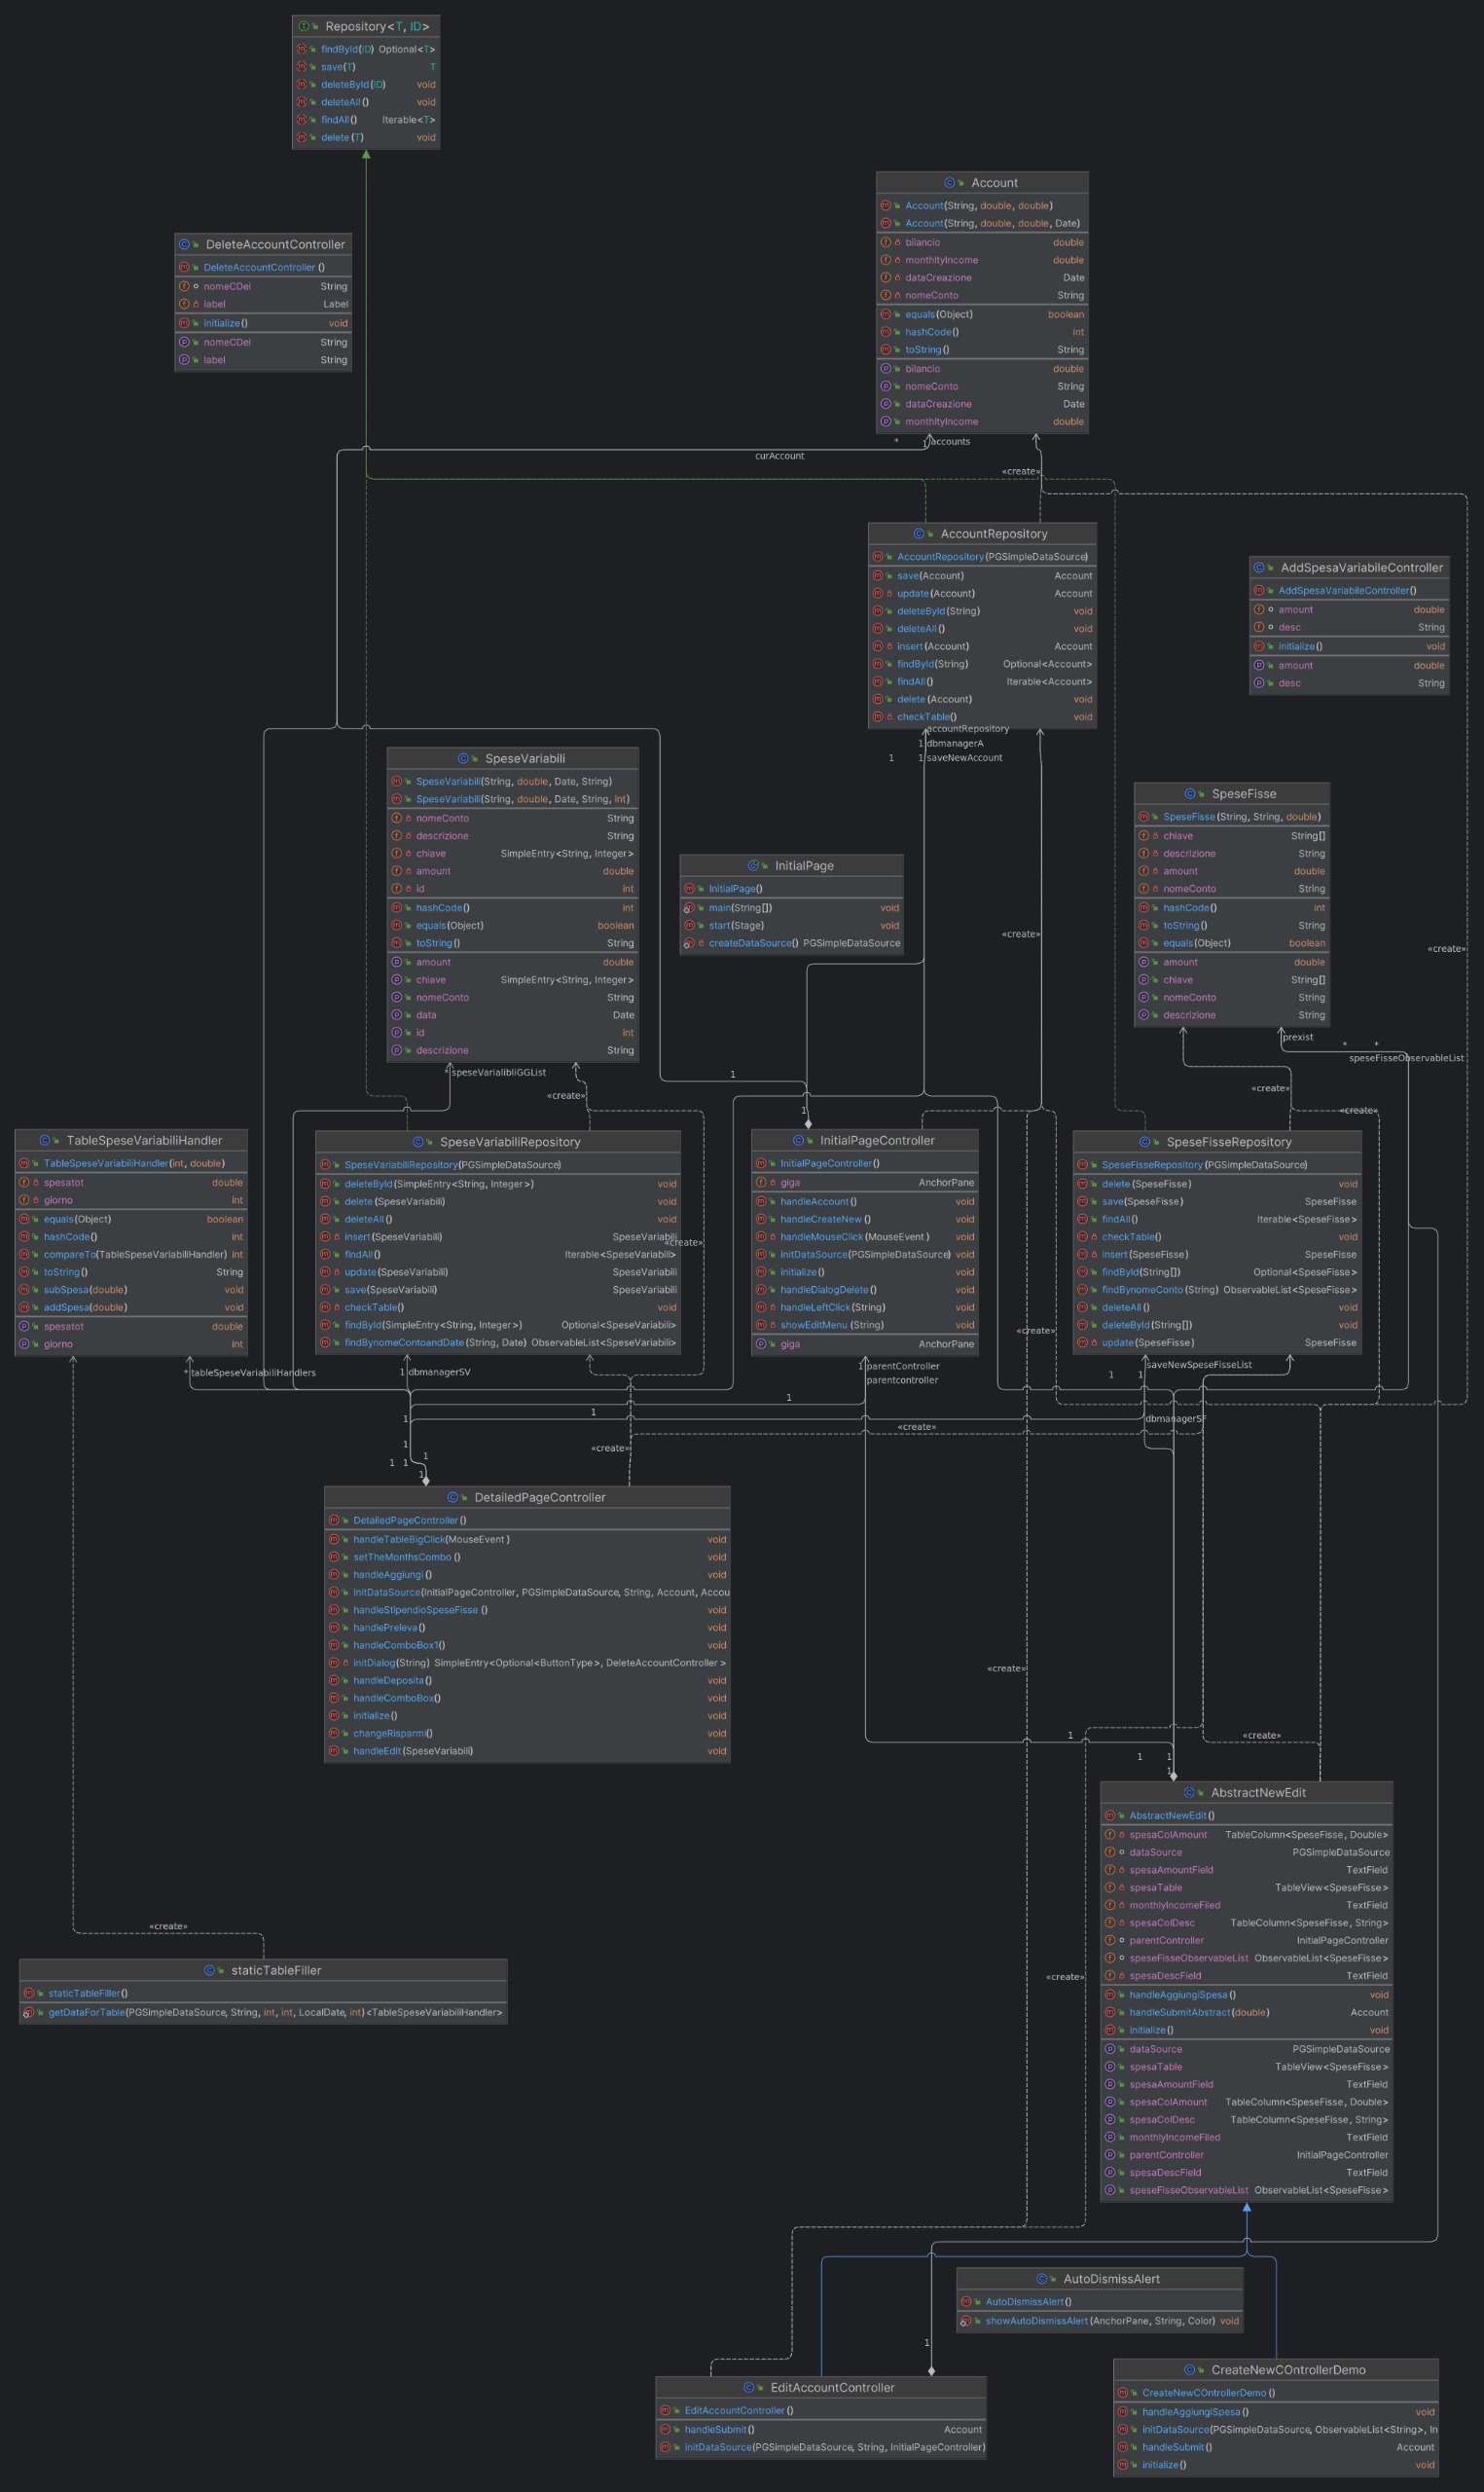 Repository<T, ID>
findById(ID) Optional<T>
save(T) T
deleteById(ID) void
deleteAll() void
findAll() Iterable<T>
delete(T) void
Account
Account(String, double, double)
Account(String, double, double, Date)
bilancio double
monthltyIncome double
dataCreazione Date
nomeConto String
equals(Object) boolean
hashCode() int
toString() String
bilancio double
nomeConto String
dataCreazione Date
monthltyIncome double
DeleteAccountController
DeleteAccountController()
nomeCDel String
label Label
initialize() void
nomeCDel String
label String
* 1 accounts
curAccount
«create»
AccountRepository
AccountRepository(PGSimpleDataSource)
save(Account) Account
update(Account) Account
deleteById(String) void
deleteAll() void
insert(Account) Account
findById(String) Optional<Account>
findAll() Iterable<Account>
delete(Account) void
checkTable() void
AddSpesaVariabileController
AddSpesaVariabileController()
amount double
desc String
initialize() void
amount double
desc String
accountRepository
1 dbmanagerA
1 1 saveNewAccount
SpeseVariabili
SpeseVariabili(String, double, Date, String)
SpeseVariabili(String, double, Date, String, int)
nomeConto String
descrizione String
chiave SimpleEntry<String, Integer>
amount double
id int
hashCode() int
equals(Object) boolean
toString() String
amount double
chiave SimpleEntry<String, Integer>
nomeConto String
data Date
id int
descrizione String
InitialPage
InitialPage()
main(String[]) void
start(Stage) void
createDataSource() PGSimpleDataSource
«create»
«create»
SpeseFisse
SpeseFisse(String, String, double)
chiave String[]
descrizione String
amount double
nomeConto String
hashCode() int
toString() String
equals(Object) boolean
amount double
chiave String[]
nomeConto String
descrizione String
prexist
* *
speseFisseObservableList
* speseVarialibliGGList
1
«create»
«create»
1
«create»
TableSpeseVariabiliHandler
TableSpeseVariabiliHandler(int, double)
spesatot double
giorno int
equals(Object) boolean
hashCode() int
compareTo(TableSpeseVariabiliHandler) int
toString() String
subSpesa(double) void
addSpesa(double) void
spesatot double
giorno int
SpeseVariabiliRepository
SpeseVariabiliRepository(PGSimpleDataSource)
deleteById(SimpleEntry<String, Integer>) void
delete(SpeseVariabili) void
deleteAll() void
insert(SpeseVariabili) SpeseVariabili
findAll() Iterable<SpeseVariabili>
update(SpeseVariabili) SpeseVariabili
save(SpeseVariabili) SpeseVariabili
checkTable() void
findById(SimpleEntry<String, Integer>) Optional<SpeseVariabili>
findBynomeContoandDate(String, Date) ObservableList<SpeseVariabili>
«create»
InitialPageController
InitialPageController()
giga AnchorPane
handleAccount() void
handleCreateNew() void
handleMouseClick(MouseEvent) void
initDataSource(PGSimpleDataSource) void
initialize() void
handleDialogDelete() void
handleLeftClick(String) void
showEditMenu(String) void
giga AnchorPane
«create»
SpeseFisseRepository
SpeseFisseRepository(PGSimpleDataSource)
delete(SpeseFisse) void
save(SpeseFisse) SpeseFisse
findAll() Iterable<SpeseFisse>
checkTable() void
insert(SpeseFisse) SpeseFisse
findById(String[]) Optional<SpeseFisse>
findBynomeConto(String) ObservableList<SpeseFisse>
deleteAll() void
deleteById(String[]) void
update(SpeseFisse) SpeseFisse
* tableSpeseVariabiliHandlers
1 dbmanagerSV
1 parentController
parentcontroller
saveNewSpeseFisseList
1 1
1
1
1
dbmanagerSF
«create»
1
«create»
1
1 1
1
DetailedPageController
DetailedPageController()
handleTableBigClick(MouseEvent) void
setTheMonthsCombo() void
handleAggiungi() void
initDataSource(InitialPageController, PGSimpleDataSource, String, Account, Accou
handleStipendioSpeseFisse() void
handlePreleva() void
handleComboBox1() void
initDialog(String) SimpleEntry<Optional<ButtonType>, DeleteAccountController>
handleDeposita() void
handleComboBox() void
initialize() void
changeRisparmi() void
handleEdit(SpeseVariabili) void
«create»
1
«create»
1 1
1
AbstractNewEdit
AbstractNewEdit()
spesaColAmount TableColumn<SpeseFisse, Double>
dataSource PGSimpleDataSource
spesaAmountField TextField
spesaTable TableView<SpeseFisse>
monthlyIncomeFiled TextField
spesaColDesc TableColumn<SpeseFisse, String>
parentController InitialPageController
speseFisseObservableList ObservableList<SpeseFisse>
spesaDescField TextField
handleAggiungiSpesa() void
handleSubmitAbstract(double) Account
initialize() void
dataSource PGSimpleDataSource
spesaTable TableView<SpeseFisse>
spesaAmountField TextField
spesaColAmount TableColumn<SpeseFisse, Double>
spesaColDesc TableColumn<SpeseFisse, String>
monthlyIncomeFiled TextField
parentController InitialPageController
spesaDescField TextField
speseFisseObservableList ObservableList<SpeseFisse>
«create»
«create»
staticTableFiller
staticTableFiller()
getDataForTable(PGSimpleDataSource, String, int, int, LocalDate, int)<TableSpeseVariabiliHandler>
AutoDismissAlert
AutoDismissAlert()
showAutoDismissAlert(AnchorPane, String, Color) void
1
EditAccountController
EditAccountController()
handleSubmit() Account
initDataSource(PGSimpleDataSource, String, InitialPageController)
CreateNewCOntrollerDemo
CreateNewCOntrollerDemo()
handleAggiungiSpesa() void
initDataSource(PGSimpleDataSource, ObservableList<String>, In
handleSubmit() Account
initialize() void